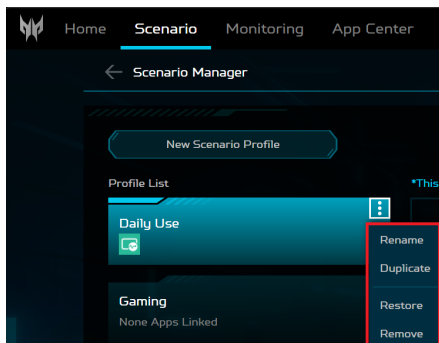 Home Scenario Monitoring App Center
Scenario Manager
New Scenario Profile
Profile List
*This
Daily Use
Rename
Duplicate
Gaming
None Apps Linked
Restore
Remove